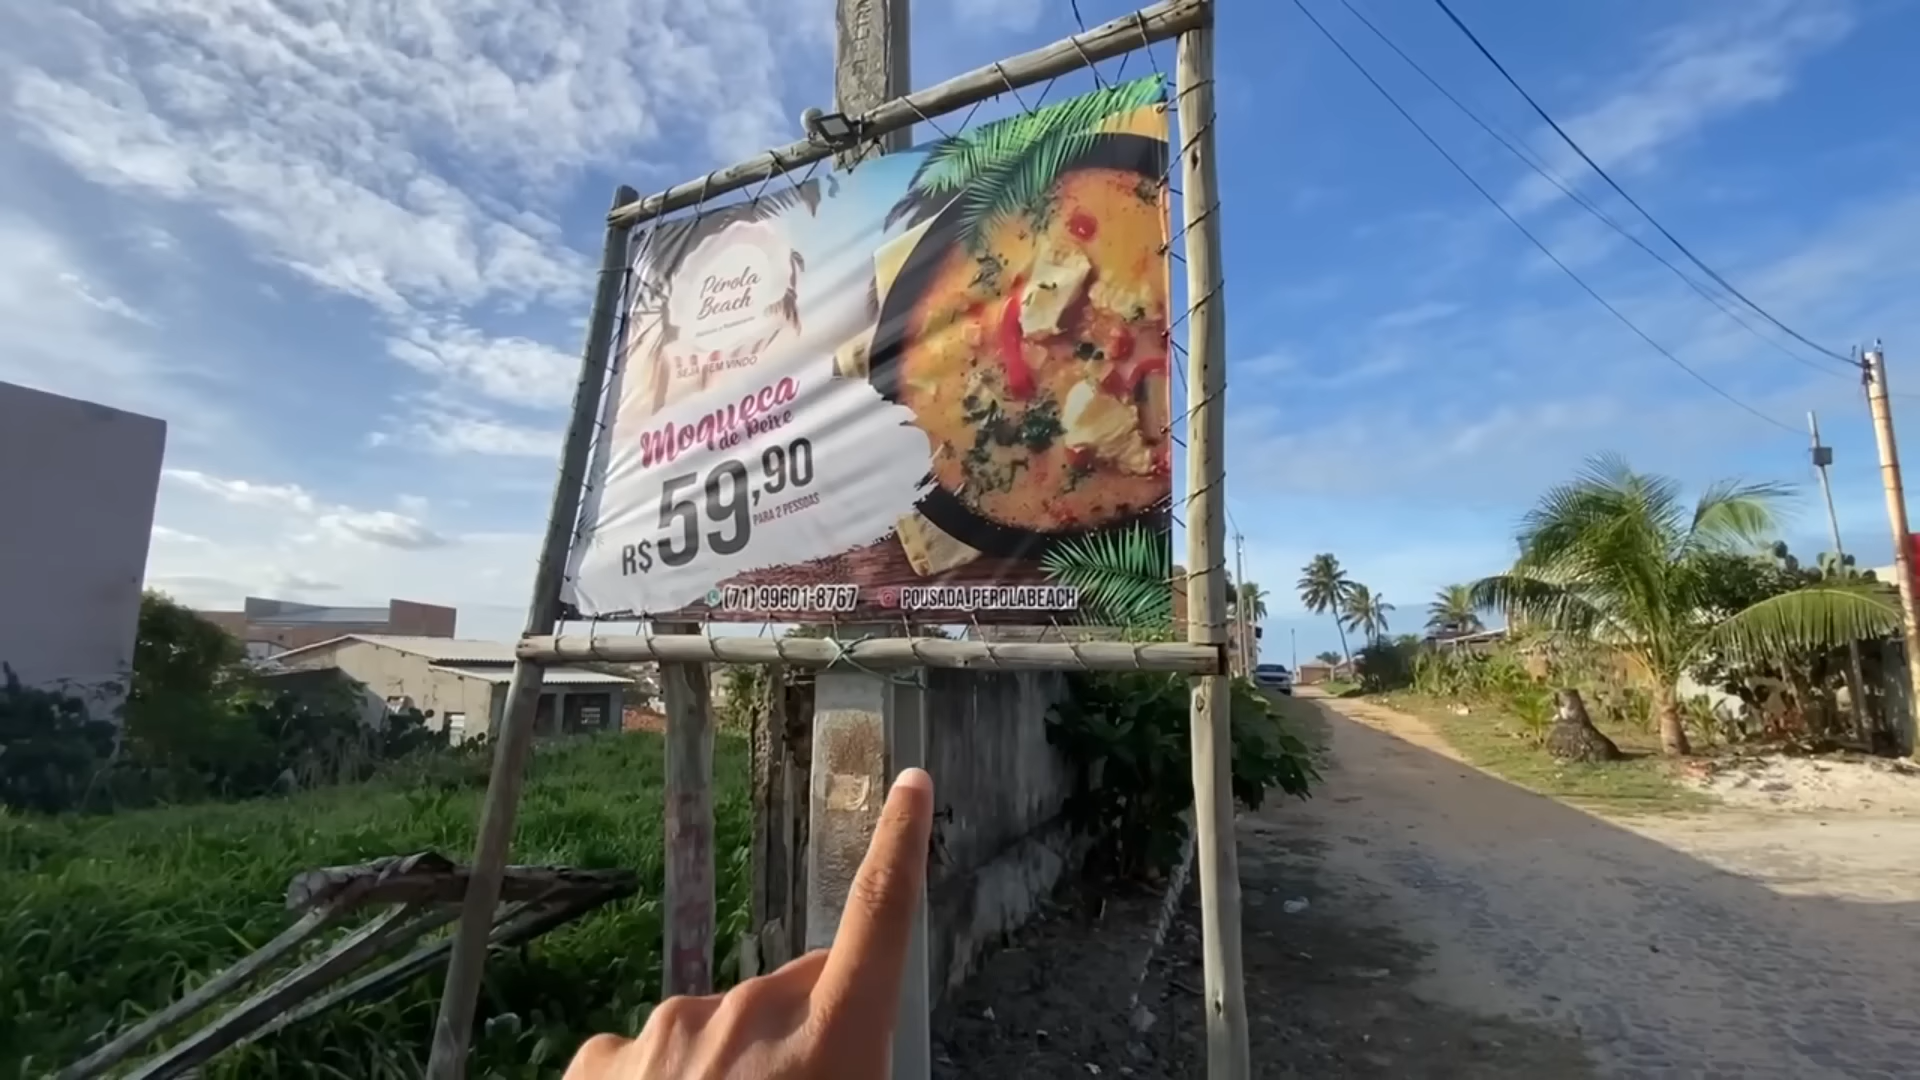 Pérola
Beach
SEJA BEM VINDO
Moqueca
de Peixe
R$ 59,90
PARA 2 PESSOAS
(71) 99601-8767 POUSADA_PEROLABEACH